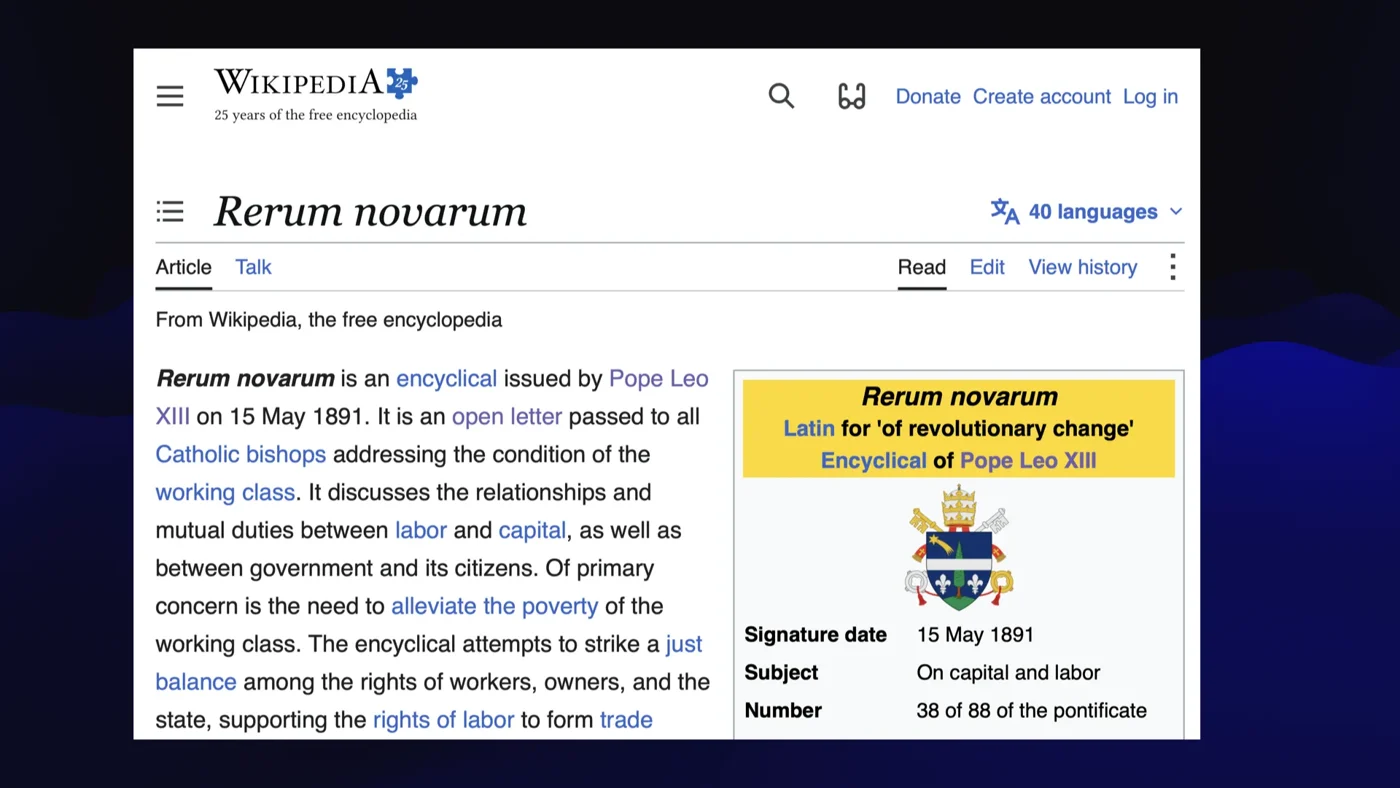 WIKIPEDIA 25
25 years of the free encyclopedia
Donate Create account Log in
Rerum novarum
文A 40 languages
Article Talk
Read Edit View history
From Wikipedia, the free encyclopedia
Rerum novarum is an encyclical issued by Pope Leo
XIII on 15 May 1891. It is an open letter passed to all
Catholic bishops addressing the condition of the
working class. It discusses the relationships and
mutual duties between labor and capital, as well as
between government and its citizens. Of primary
concern is the need to alleviate the poverty of the
working class. The encyclical attempts to strike a just
balance among the rights of workers, owners, and the
state, supporting the rights of labor to form trade
Rerum novarum
Latin for 'of revolutionary change'
Encyclical of Pope Leo XIII
Signature date 15 May 1891
Subject On capital and labor
Number 38 of 88 of the pontificate